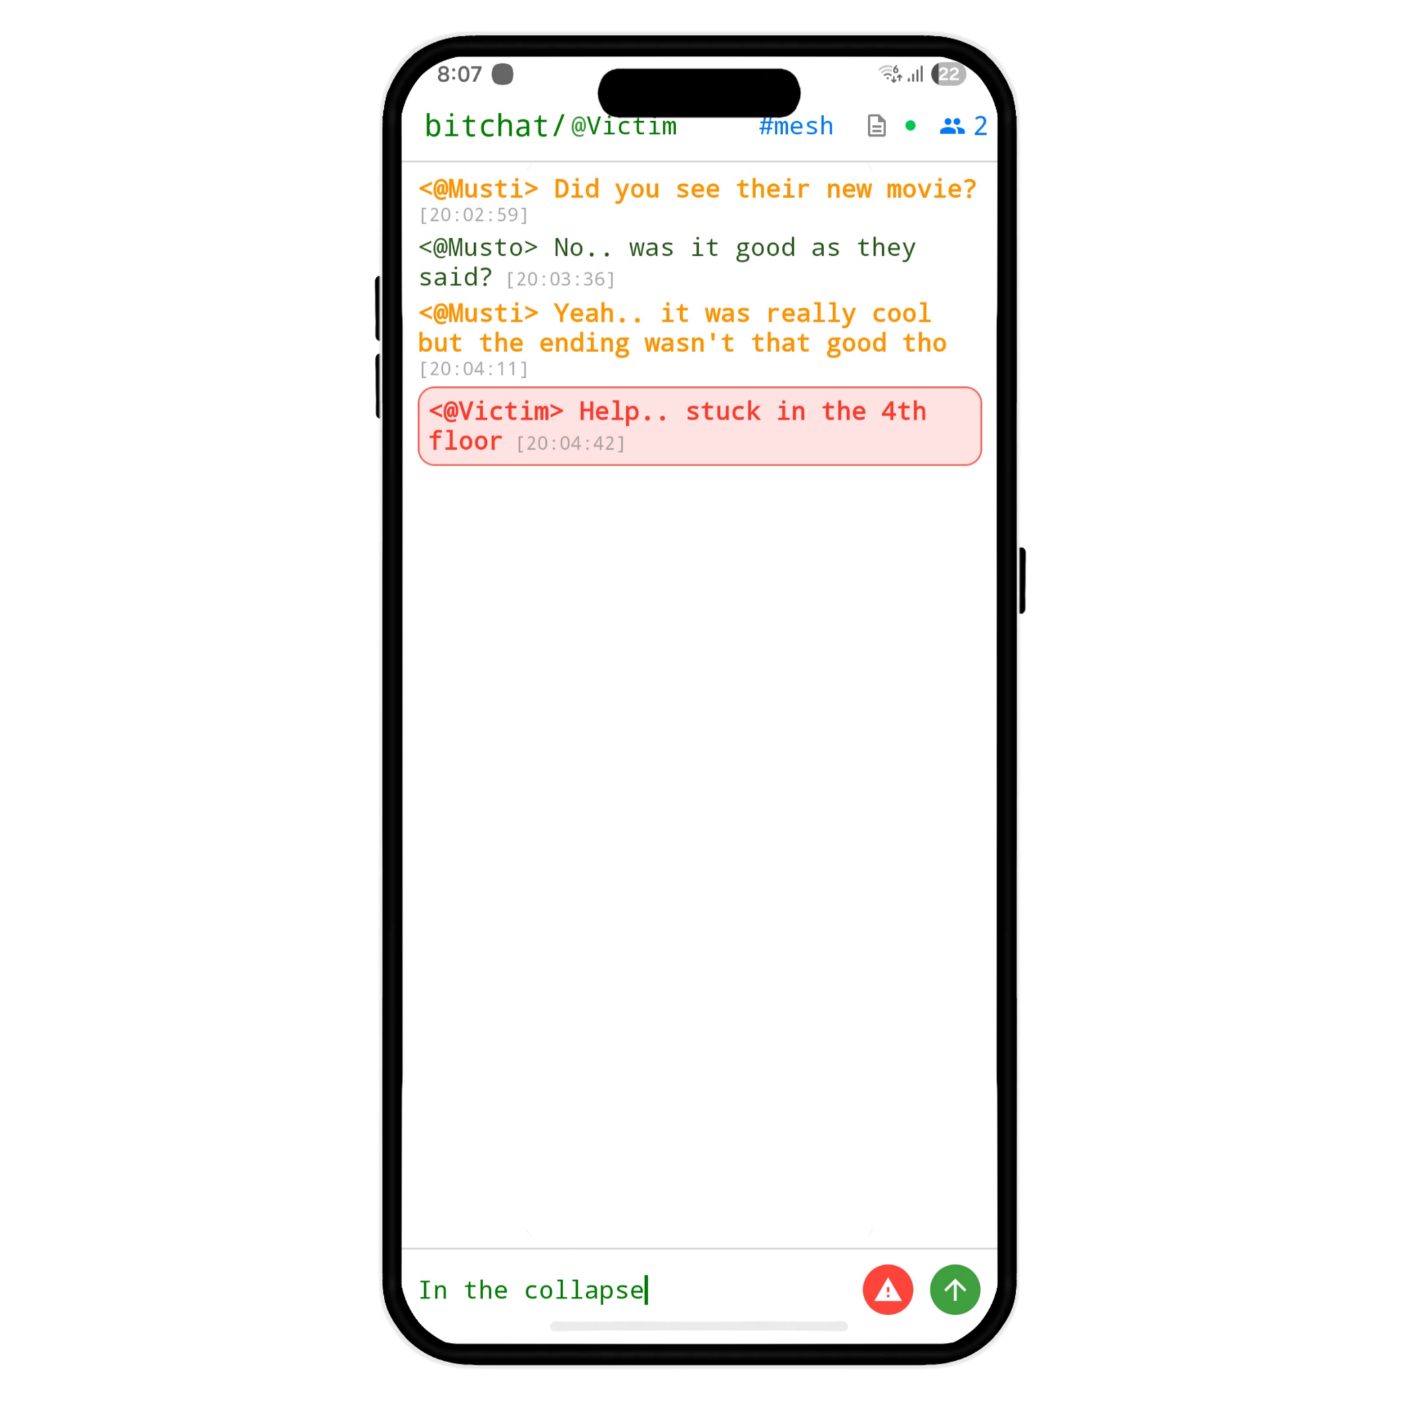 8:07 6 22
bitchat/ @Victim #mesh 2
<@Musti> Did you see their new movie?
[20:02:59]
<@Musto> No.. was it good as they
said? [20:03:36]
<@Musti> Yeah.. it was really cool
but the ending wasn't that good tho
[20:04:11]
<@Victim> Help.. stuck in the 4th
floor [20:04:42]
In the collapse